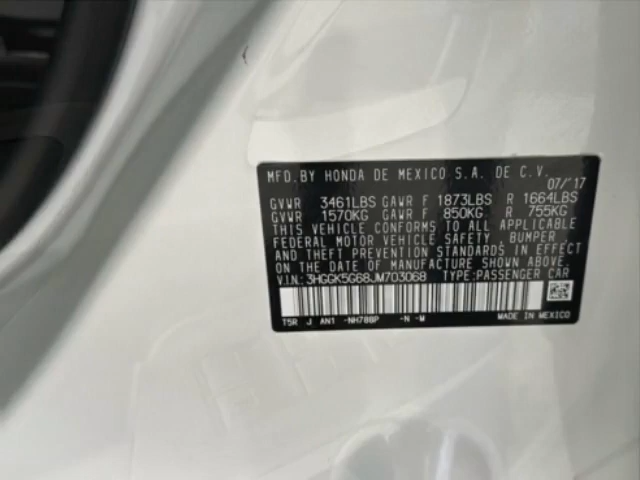 MFD.BY HONDA DE MEXICO S.A. DE C.V.
07/'17
GVWR 3461LBS GAWR F 1873LBS R 1664LBS
GVWR 1570KG GAWR F 850KG R 755KG
THIS VEHICLE CONFORMS TO ALL APPLICABLE
FEDERAL MOTOR VEHICLE SAFETY, BUMPER
AND THEFT PREVENTION STANDARDS IN EFFECT
ON THE DATE OF MANUFACTURE SHOWN ABOVE.
VIN: 3HGGK5G68JM703068 TYPE: PASSENGER CAR
T5R J AN1 -NH788P -N -M MADE IN MEXICO